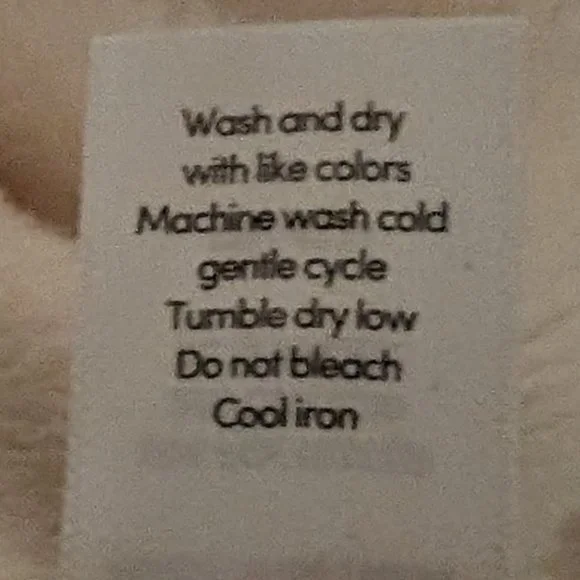 Wash and dry
with like colors
Machine wash cold
gentle cycle
Tumble dry low
Do not bleach
Cool iron